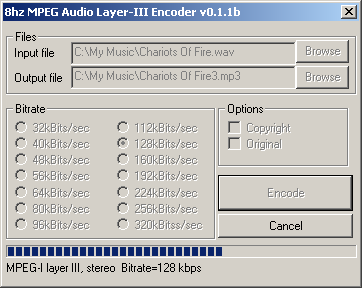 8hz MPEG Audio Layer-III Encoder v0.1.1b
Files
Input file C:\My Music\Chariots Of Fire.wav Browse
Output file C:\My Music\Chariots Of Fire3.mp3 Browse
Bitrate Options
32kBits/sec 112kBits/sec Copyright
40kBits/sec 128kBits/sec Original
48kBits/sec 160kBits/sec
56kBits/sec 192kBits/sec
64kBits/sec 224kBits/sec Encode
80kBits/sec 256kBits/sec
96kBits/sec 320kBitsser/sec Cancel
MPEG-I layer III, stereo Bitrate=128 kbps